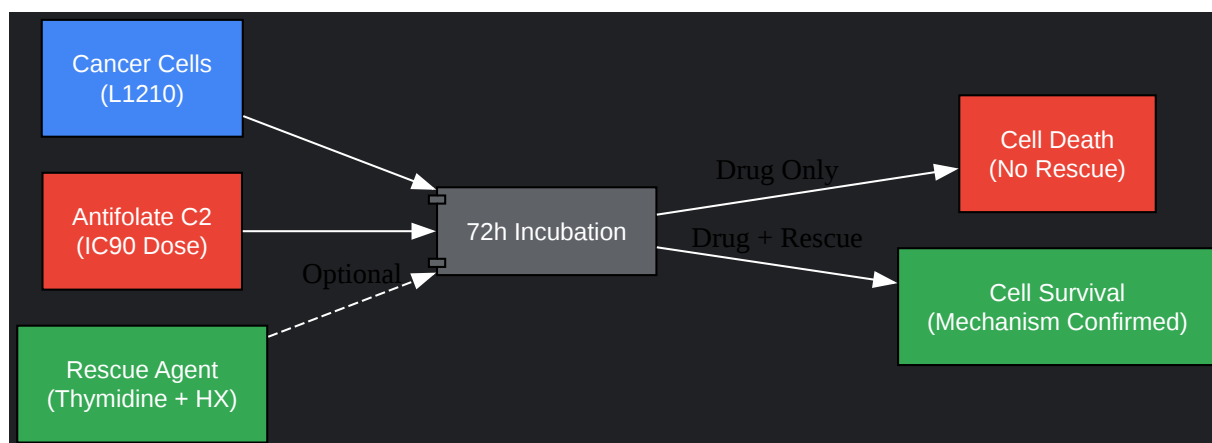 Cancer Cells
(L1210)
Antifolate C2
(IC90 Dose)
Rescue Agent
(Thymidine + HX)
Optional
72h Incubation
Drug Only
Drug + Rescue
Cell Death
(No Rescue)
Cell Survival
(Mechanism Confirmed)